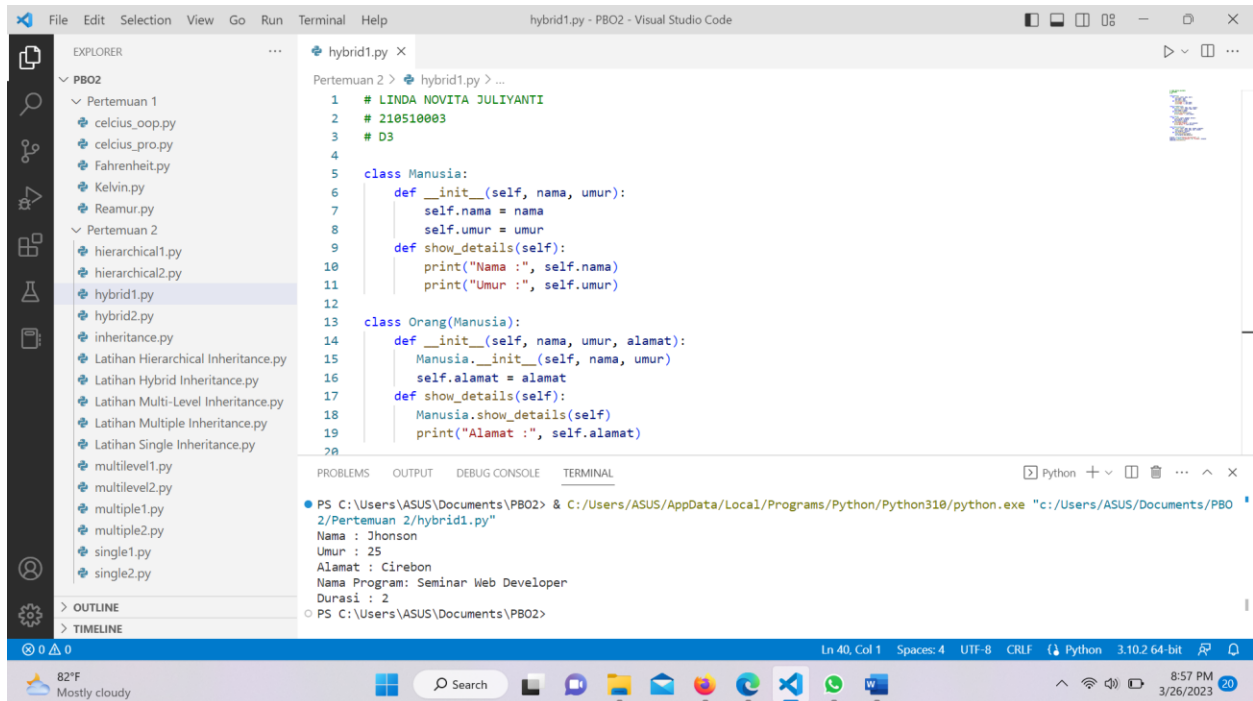 File Edit Selection View Go Run Terminal Help hybrid1.py - PBO2 - Visual Studio Code
EXPLORER ...
PBO2
Pertemuan 1
celcius_oop.py
celcius_pro.py
Fahrenheit.py
Kelvin.py
Reamur.py
Pertemuan 2
hierarchical1.py
hierarchical2.py
hybrid1.py
hybrid2.py
inheritance.py
Latihan Hierarchical Inheritance.py
Latihan Hybrid Inheritance.py
Latihan Multi-Level Inheritance.py
Latihan Multiple Inheritance.py
Latihan Single Inheritance.py
multilevel1.py
multilevel2.py
multiple1.py
multiple2.py
single1.py
single2.py
OUTLINE
TIMELINE
hybrid1.py
Pertemuan 2 > hybrid1.py > ...
1 # LINDA NOVITA JULIYANTI
2 # 210510003
3 # D3
4
5 class Manusia:
6     def __init__(self, nama, umur):
7         self.nama = nama
8         self.umur = umur
9     def show_details(self):
10         print("Nama :", self.nama)
11         print("Umur :", self.umur)
12
13 class Orang(Manusia):
14     def __init__(self, nama, umur, alamat):
15        Manusia.__init__(self, nama, umur)
16        self.alamat = alamat
17     def show_details(self):
18        Manusia.show_details(self)
19        print("Alamat :", self.alamat)
20
PROBLEMS OUTPUT DEBUG CONSOLE TERMINAL Python
PS C:\Users\ASUS\Documents\PBO2> & C:/Users/ASUS/AppData/Local/Programs/Python/Python310/python.exe "c:/Users/ASUS/Documents/PBO
2/Pertemuan 2/hybrid1.py"
Nama : Jhonson
Umur : 25
Alamat : Cirebon
Nama Program: Seminar Web Developer
Durasi : 2
PS C:\Users\ASUS\Documents\PBO2>
0 0 Ln 40, Col 1 Spaces: 4 UTF-8 CRLF Python 3.10.2 64-bit
82°F
Mostly cloudy
Search
8:57 PM
3/26/2023
20